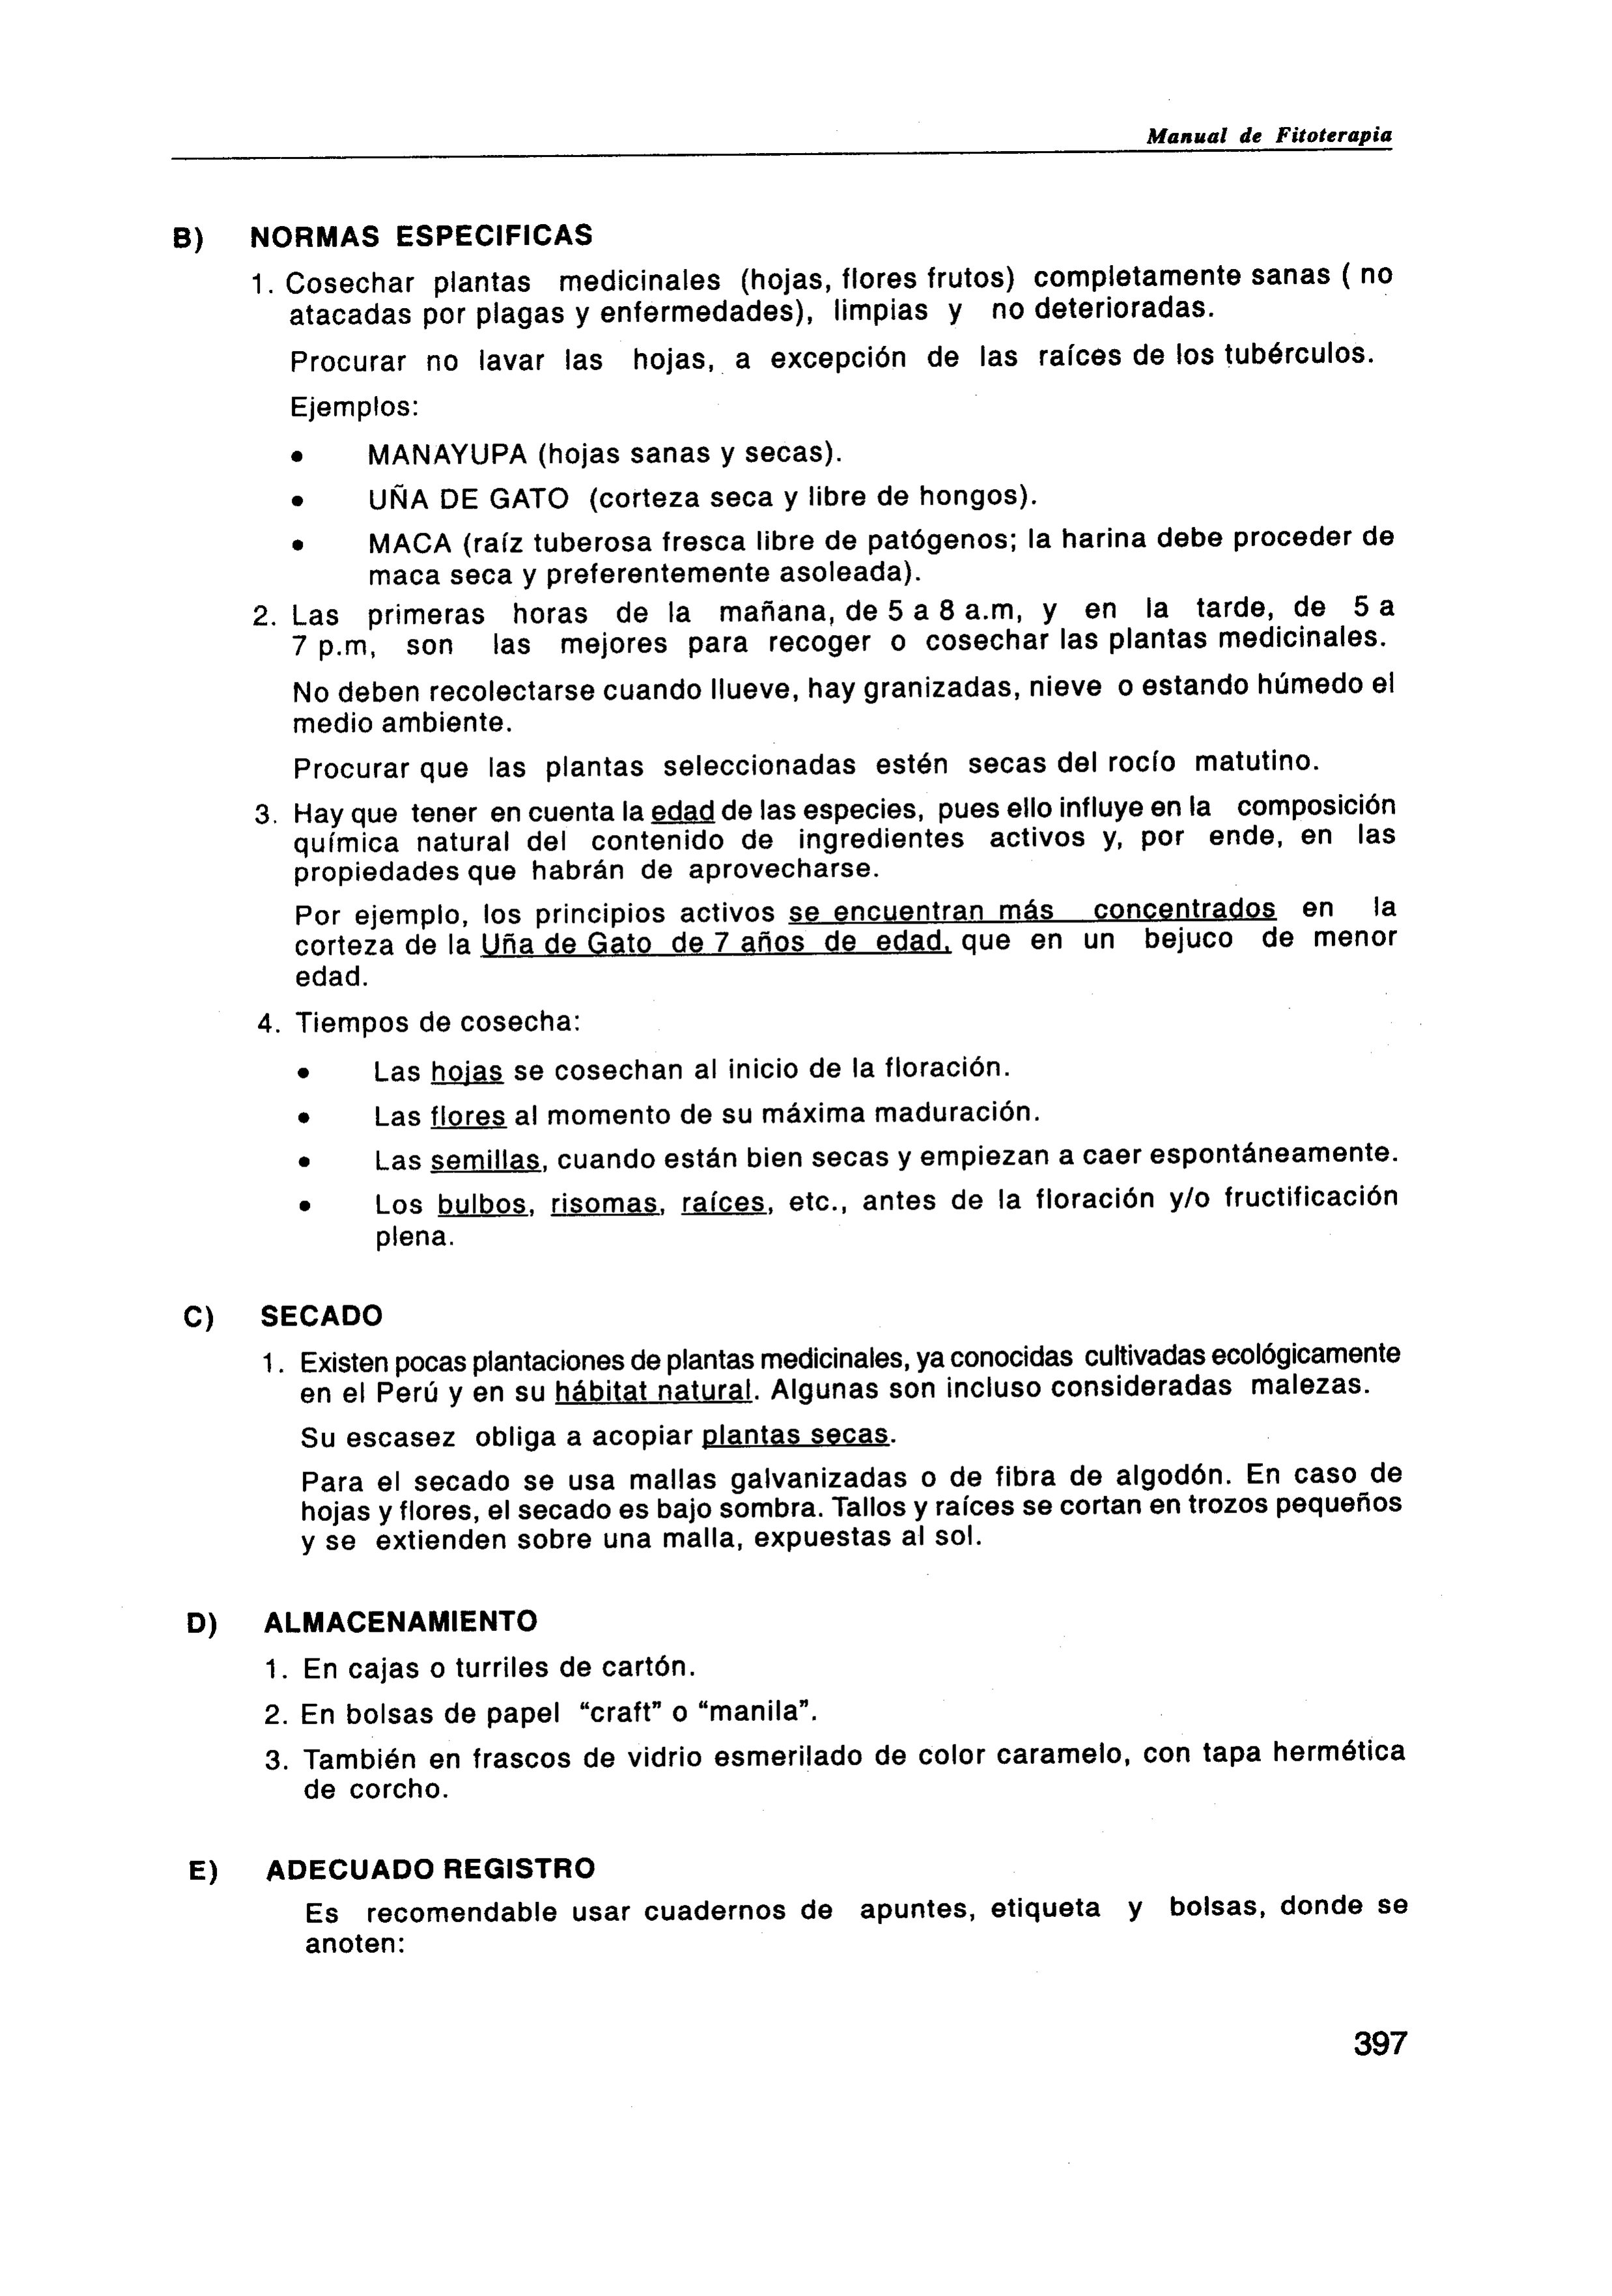 Manual de Fitoterapia
B) NORMAS ESPECIFICAS
1. Cosechar plantas medicinales (hojas, flores frutos) completamente sanas ( no
atacadas por plagas y enfermedades), limpias y no deterioradas.
Procurar no lavar las hojas, a excepción de las raíces de los tubérculos.
Ejemplos:
• MANAYUPA (hojas sanas y secas).
• UÑA DE GATO (corteza seca y libre de hongos).
• MACA (raíz tuberosa fresca libre de patógenos; la harina debe proceder de
maca seca y preferentemente asoleada).
2. Las primeras horas de la mañana, de 5 a 8 a.m, y en la tarde, de 5 a
7 p.m, son las mejores para recoger o cosechar las plantas medicinales.
No deben recolectarse cuando llueve, hay granizadas, nieve o estando húmedo el
medio ambiente.
Procurar que las plantas seleccionadas estén secas del rocío matutino.
3. Hay que tener en cuenta la edad de las especies, pues ello influye en la composición
química natural del contenido de ingredientes activos y, por ende, en las
propiedades que habrán de aprovecharse.
Por ejemplo, los principios activos se encuentran más concentrados en la
corteza de la Uña de Gato de 7 años de edad, que en un bejuco de menor
edad.
4. Tiempos de cosecha:
• Las hojas se cosechan al inicio de la floración.
• Las flores al momento de su máxima maduración.
• Las semillas, cuando están bien secas y empiezan a caer espontáneamente.
• Los bulbos, risomas, raíces, etc., antes de la floración y/o fructificación
plena.
C) SECADO
1. Existen pocas plantaciones de plantas medicinales, ya conocidas cultivadas ecológicamente
en el Perú y en su hábitat natural. Algunas son incluso consideradas malezas.
Su escasez obliga a acopiar plantas secas.
Para el secado se usa mallas galvanizadas o de fibra de algodón. En caso de
hojas y flores, el secado es bajo sombra. Tallos y raíces se cortan en trozos pequeños
y se extienden sobre una malla, expuestas al sol.
D) ALMACENAMIENTO
1. En cajas o turriles de cartón.
2. En bolsas de papel “craft” o “manila”.
3. También en frascos de vidrio esmerilado de color caramelo, con tapa hermética
de corcho.
E) ADECUADO REGISTRO
Es recomendable usar cuadernos de apuntes, etiqueta y bolsas, donde se
anoten:
397